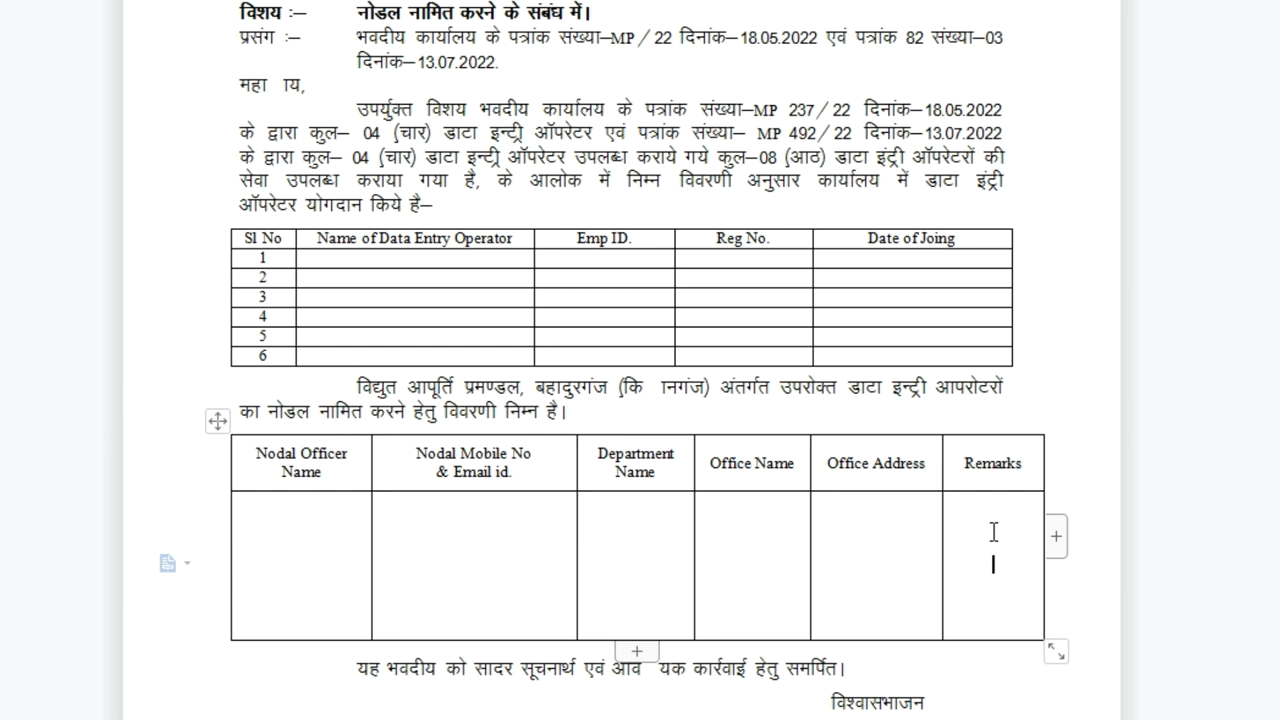 विशय :– नोडल नामित करने के संबंध में।
प्रसंग :– भवदीय कार्यालय के पत्रांक संख्या–MP / 22 दिनांक–18.05.2022 एवं पत्रांक 82 संख्या–03
दिनांक–13.07.2022.
महा य,
उपर्युक्त विशय भवदीय कार्यालय के पत्रांक संख्या–MP 237/22 दिनांक–18.05.2022
के द्वारा कुल– 04 (चार) डाटा इन्ट्री ऑपरेटर एवं पत्रांक संख्या– MP 492/22 दिनांक–13.07.2022
के द्वारा कुल– 04 (चार) डाटा इन्ट्री ऑपरेटर उपलब्ध कराये गये कुल–08 (आठ) डाटा इंट्री ऑपरेटरों की
सेवा उपलब्ध कराया गया है, के आलोक में निम्न विवरणी अनुसार कार्यालय में डाटा इंट्री
ऑपरेटर योगदान किये है–
Sl No Name of Data Entry Operator Emp ID. Reg No. Date of Joing
1
2
3
4
5
6
विद्युत आपूर्ति प्रमण्डल, बहादुरगंज (कि ानगंज) अंतर्गत उपरोक्त डाटा इन्ट्री आपरोटरों
का नोडल नामित करने हेतु विवरणी निम्न है।
Nodal Officer Name Nodal Mobile No & Email id. Department Name Office Name Office Address Remarks
यह भवदीय को सादर सूचनार्थ एवं आव यक कार्रवाई हेतु समर्पित।
विश्वासभाजन